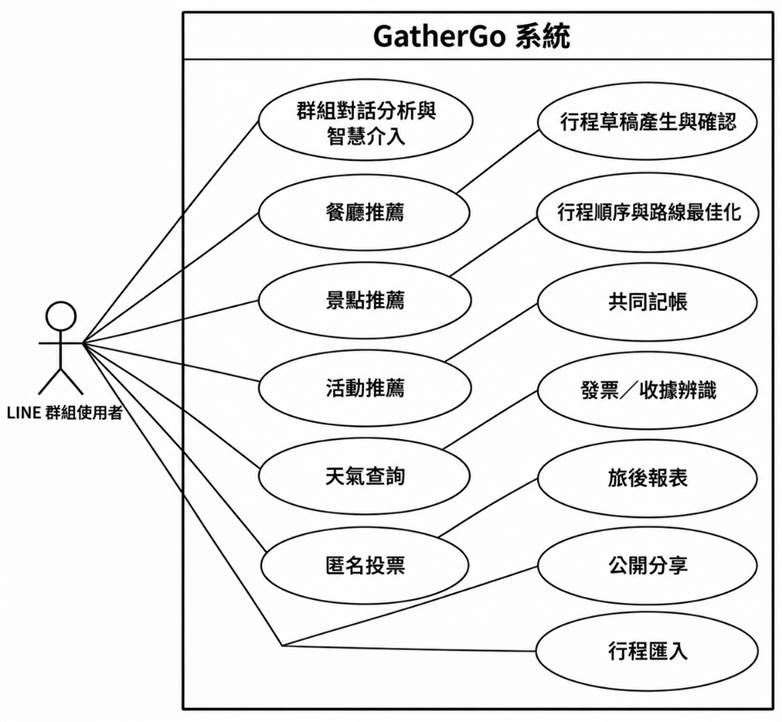 GatherGo 系統
群組對話分析與
智慧介入
餐廳推薦
景點推薦
活動推薦
天氣查詢
匿名投票
行程草稿產生與確認
行程順序與路線最佳化
共同記帳
發票／收據辨識
旅後報表
公開分享
行程匯入
LINE 群組使用者